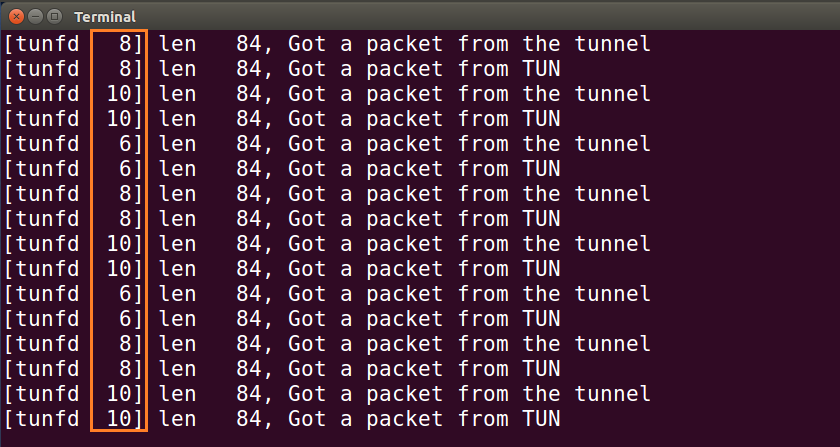 Terminal
[tunfd   8] len   84, Got a packet from the tunnel
[tunfd   8] len   84, Got a packet from TUN
[tunfd  10] len   84, Got a packet from the tunnel
[tunfd  10] len   84, Got a packet from TUN
[tunfd   6] len   84, Got a packet from the tunnel
[tunfd   6] len   84, Got a packet from TUN
[tunfd   8] len   84, Got a packet from the tunnel
[tunfd   8] len   84, Got a packet from TUN
[tunfd  10] len   84, Got a packet from the tunnel
[tunfd  10] len   84, Got a packet from TUN
[tunfd   6] len   84, Got a packet from the tunnel
[tunfd   6] len   84, Got a packet from TUN
[tunfd   8] len   84, Got a packet from the tunnel
[tunfd   8] len   84, Got a packet from TUN
[tunfd  10] len   84, Got a packet from the tunnel
[tunfd  10] len   84, Got a packet from TUN